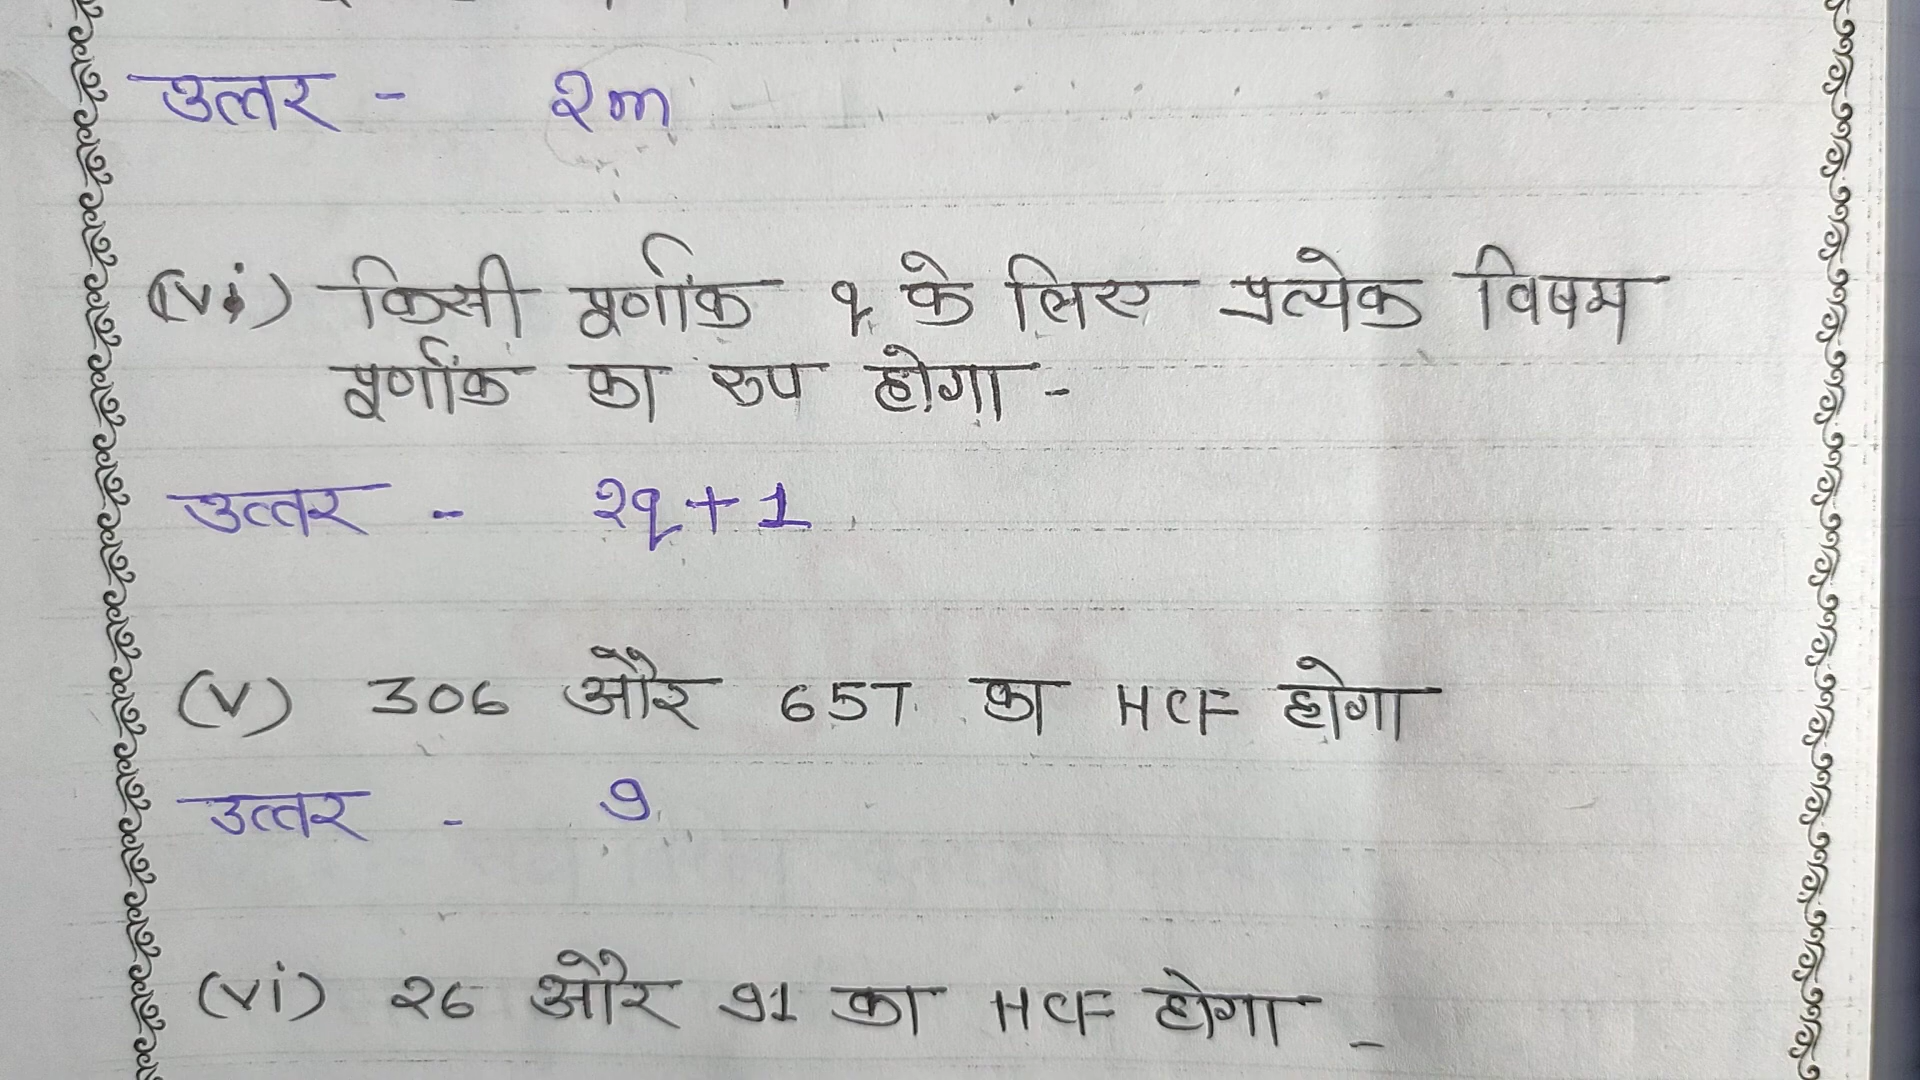 उत्तर - 2m
(vi) किसी पूर्णांक q के लिए प्रत्येक विषम
पूर्णांक का रुप होगा -
उत्तर - 2q + 1
(v) 306 और 657 का HCF होगा
उत्तर - 9
(vi) 26 और 91 का HCF होगा -